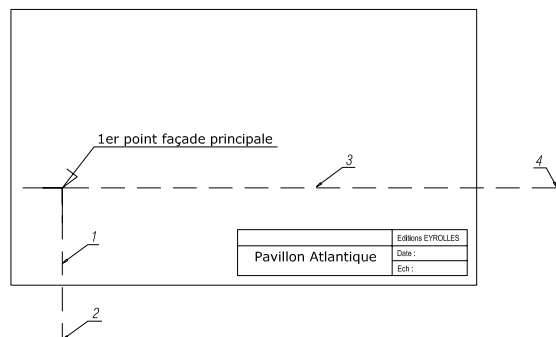 1er point façade principale
3
4
1
Editions EYROLLES
Pavillon Atlantique
Date :
Ech :
2